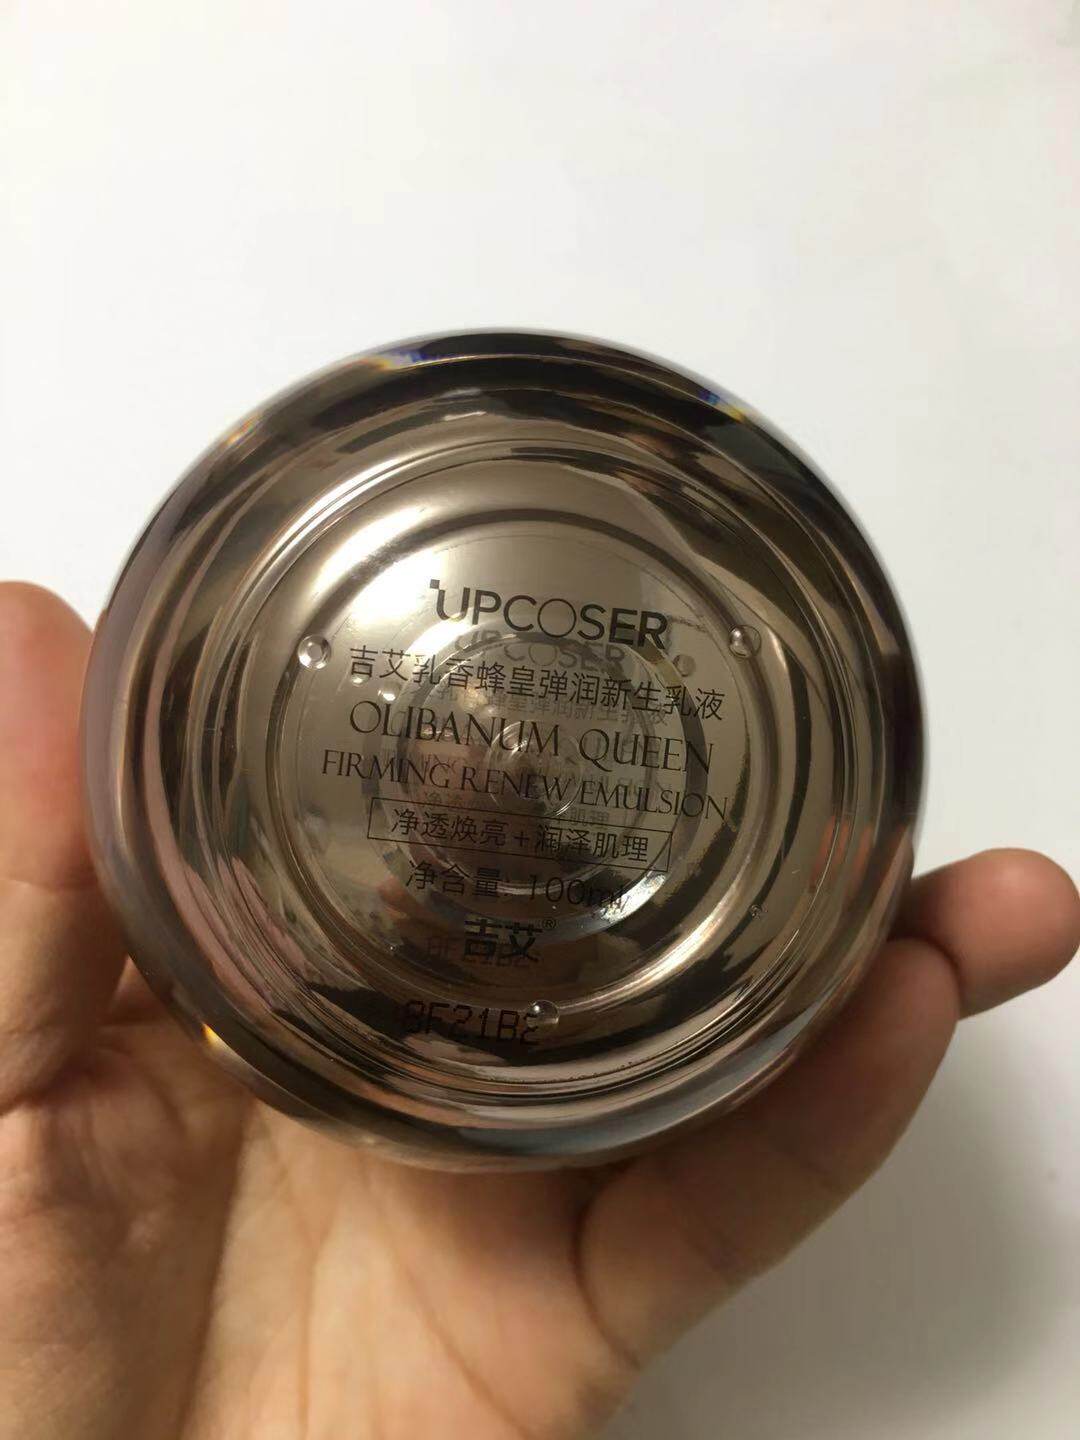 UPCOSER
吉艾乳香蜂皇弹润新生乳液
OLIBANUM QUEEN
FIRMING RENEW EMULSION
净透焕亮+润泽肌理
净含量: 100ml
吉艾®
BF21B2